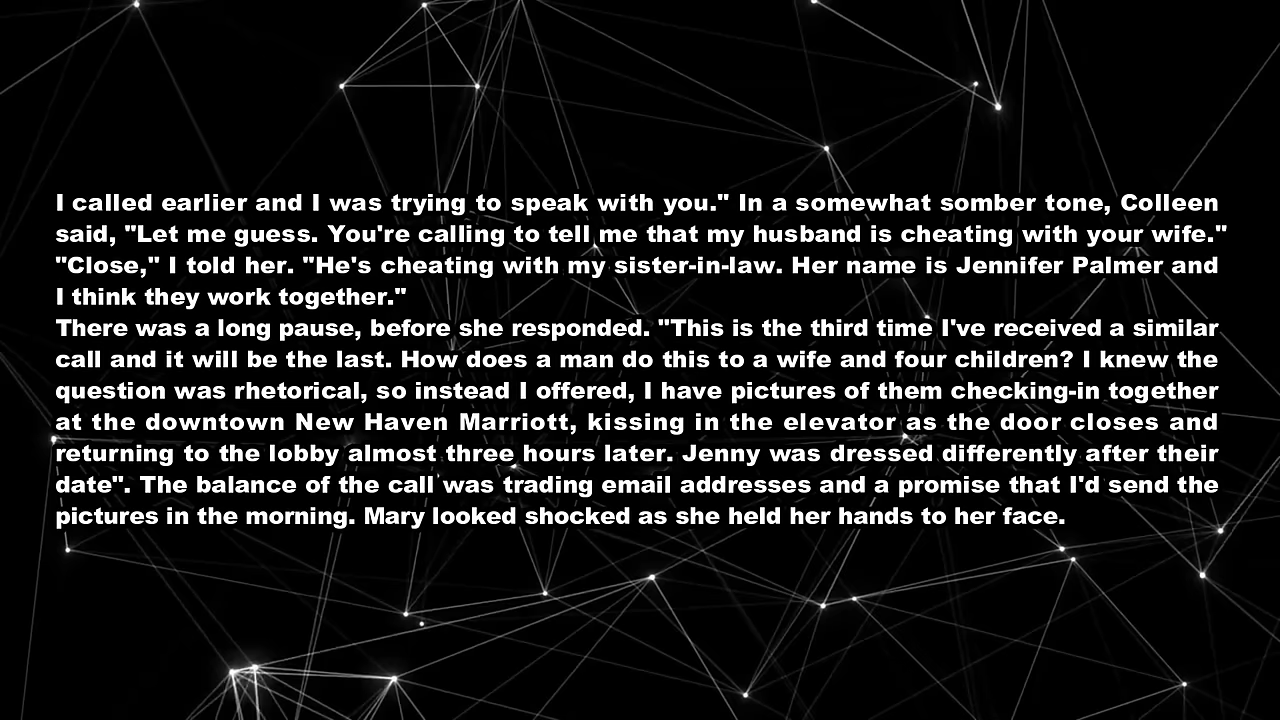 I called earlier and I was trying to speak with you." In a somewhat somber tone, Colleen
said, "Let me guess. You're calling to tell me that my husband is cheating with your wife."
"Close," I told her. "He's cheating with my sister-in-law. Her name is Jennifer Palmer and
I think they work together."
There was a long pause, before she responded. "This is the third time I've received a similar
call and it will be the last. How does a man do this to a wife and four children? I knew the
question was rhetorical, so instead I offered, I have pictures of them checking-in together
at the downtown New Haven Marriott, kissing in the elevator as the door closes and
returning to the lobby almost three hours later. Jenny was dressed differently after their
date". The balance of the call was trading email addresses and a promise that I'd send the
pictures in the morning. Mary looked shocked as she held her hands to her face.